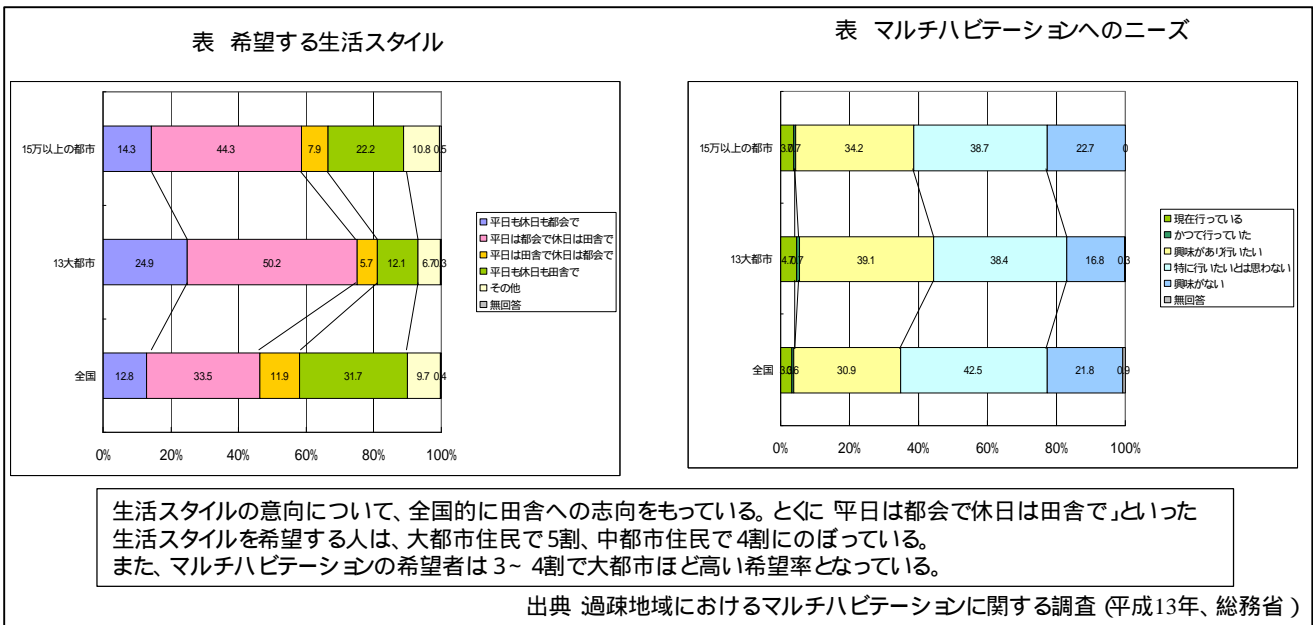 表 希望する生活スタイル
15万以上の都市
14.3 44.3 7.9 22.2 10.8 0.5
13大都市
24.9 50.2 5.7 12.1 6.7 0.3
全国
12.8 33.5 11.9 31.7 9.7 0.4
0% 20% 40% 60% 80% 100%
平日も休日も都会で
平日は都会で休日は田舎で
平日は田舎で休日は都会で
平日も休日も田舎で
その他
無回答
表 マルチハビテーションへのニーズ
15万以上の都市
34.2 38.7 22.7 0
13大都市
4.7 0.7 39.1 38.4 16.8 0.3
全国
30.9 42.5 21.8 0.9
0% 20% 40% 60% 80% 100%
現在行っている
かつて行っていた
興味があり行いたい
特に行いたいとは思わない
興味がない
無回答
生活スタイルの意向について、全国的に田舎への志向をもっている。とくに「平日は都会で休日は田舎で」といった
生活スタイルを希望する人は、大都市住民で5割、中都市住民で4割にのぼっている。
また、マルチハビテーションの希望者は3~4割で大都市ほど高い希望率となっている。
出典 過疎地域におけるマルチハビテーションに関する調査(平成13年、総務省)